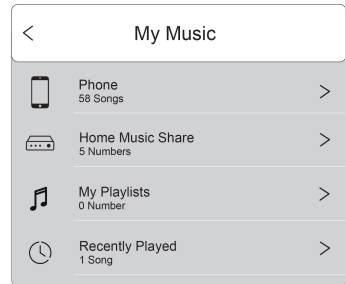 My Music
Phone
58 Songs
Home Music Share
5 Numbers
My Playlists
0 Number
Recently Played
1 Song